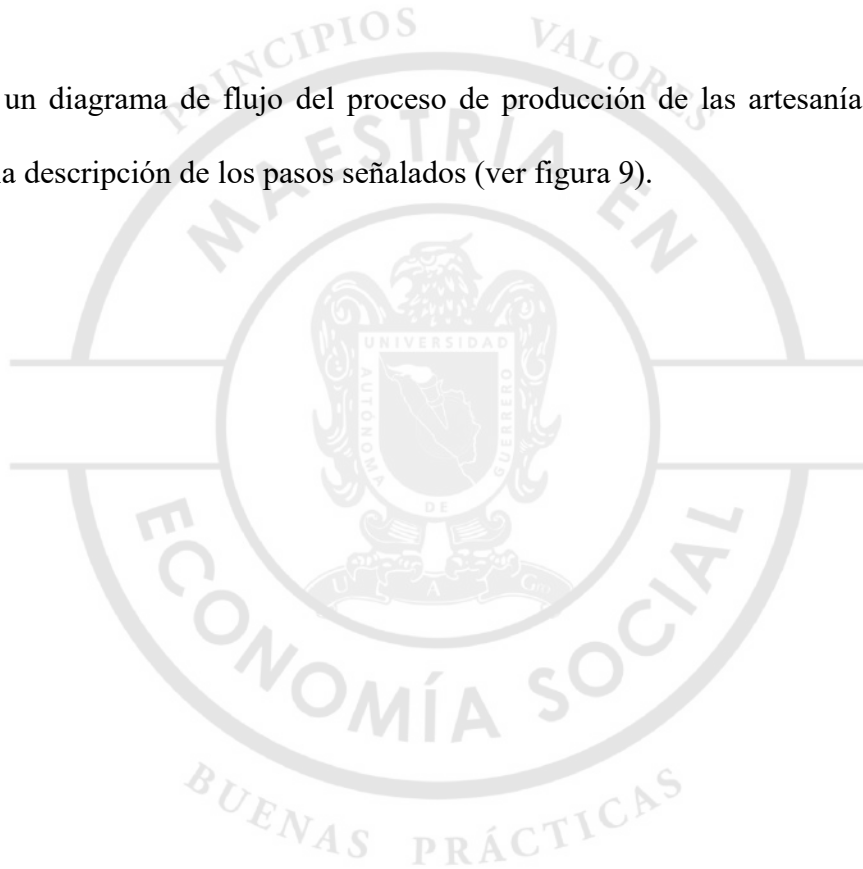 PRINCIPIOS VALORES
un diagrama de flujo del proceso de producción de las artesanía
a descripción de los pasos señalados (ver figura 9).
MAESTRÍA EN
UNIVERSIDAD
AUTÓNOMA
GUERRERO
DE
U A Gro
ECONOMÍA SOCIAL
BUENAS PRÁCTICAS